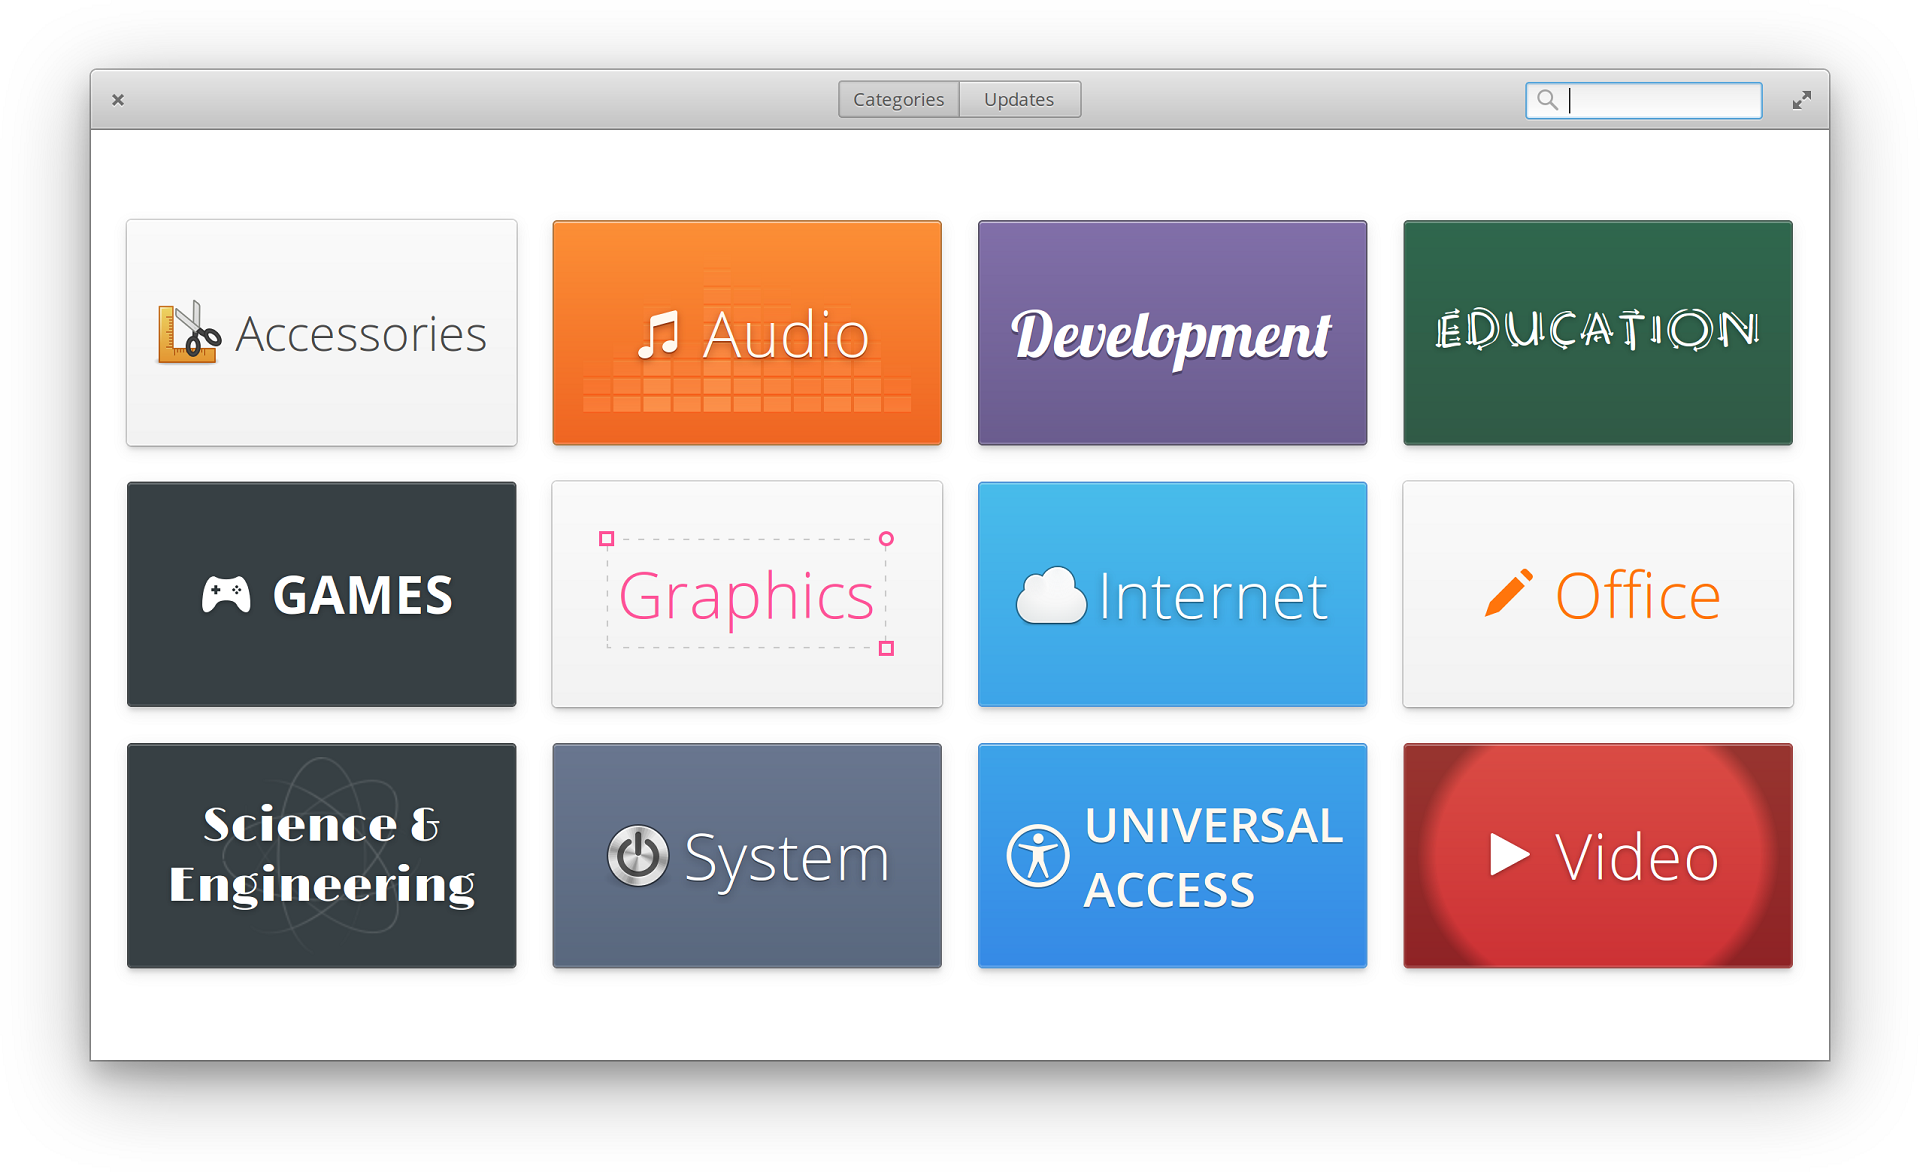 Categories
Updates
Accessories
Audio
Development
EDUCATION
GAMES
Graphics
Internet
Office
Science &
Engineering
System
UNIVERSAL
ACCESS
Video